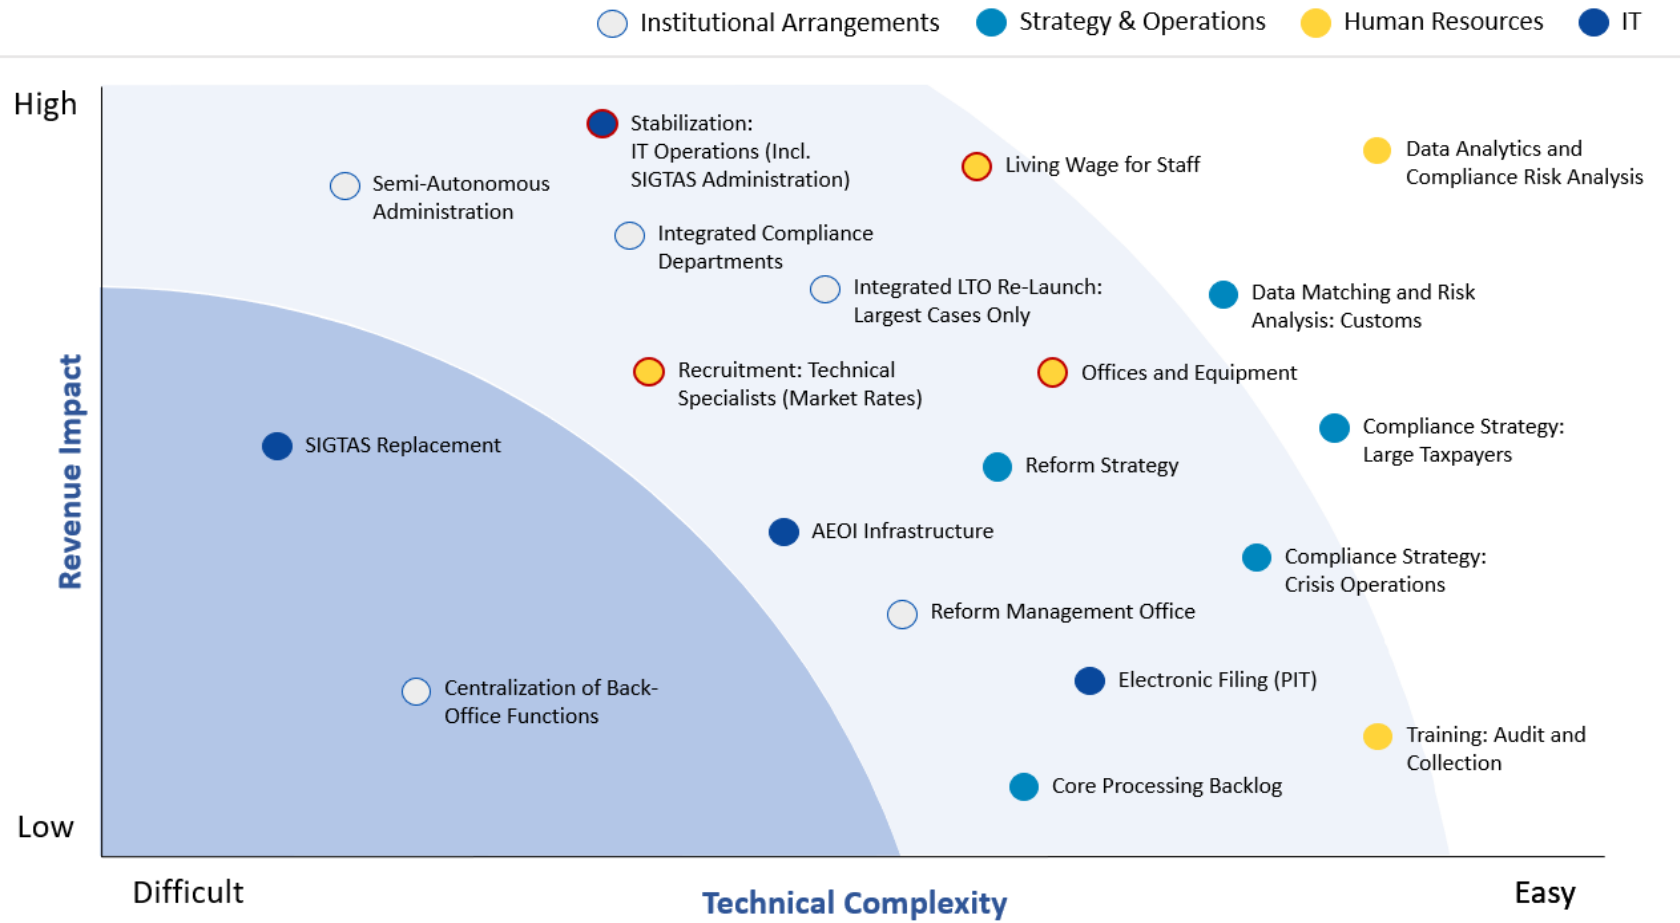 Institutional Arrangements
Strategy & Operations
Human Resources
IT
High
Stabilization:
IT Operations (Incl.
SIGTAS Administration)
Living Wage for Staff
Data Analytics and
Compliance Risk Analysis
Semi-Autonomous
Administration
Integrated Compliance
Departments
Integrated LTO Re-Launch:
Largest Cases Only
Data Matching and Risk
Analysis: Customs
Recruitment: Technical
Specialists (Market Rates)
Offices and Equipment
Compliance Strategy:
Large Taxpayers
SIGTAS Replacement
Reform Strategy
Revenue Impact
AEOI Infrastructure
Compliance Strategy:
Crisis Operations
Reform Management Office
Centralization of Back-
Office Functions
Electronic Filing (PIT)
Training: Audit and
Collection
Core Processing Backlog
Low
Difficult
Technical Complexity
Easy